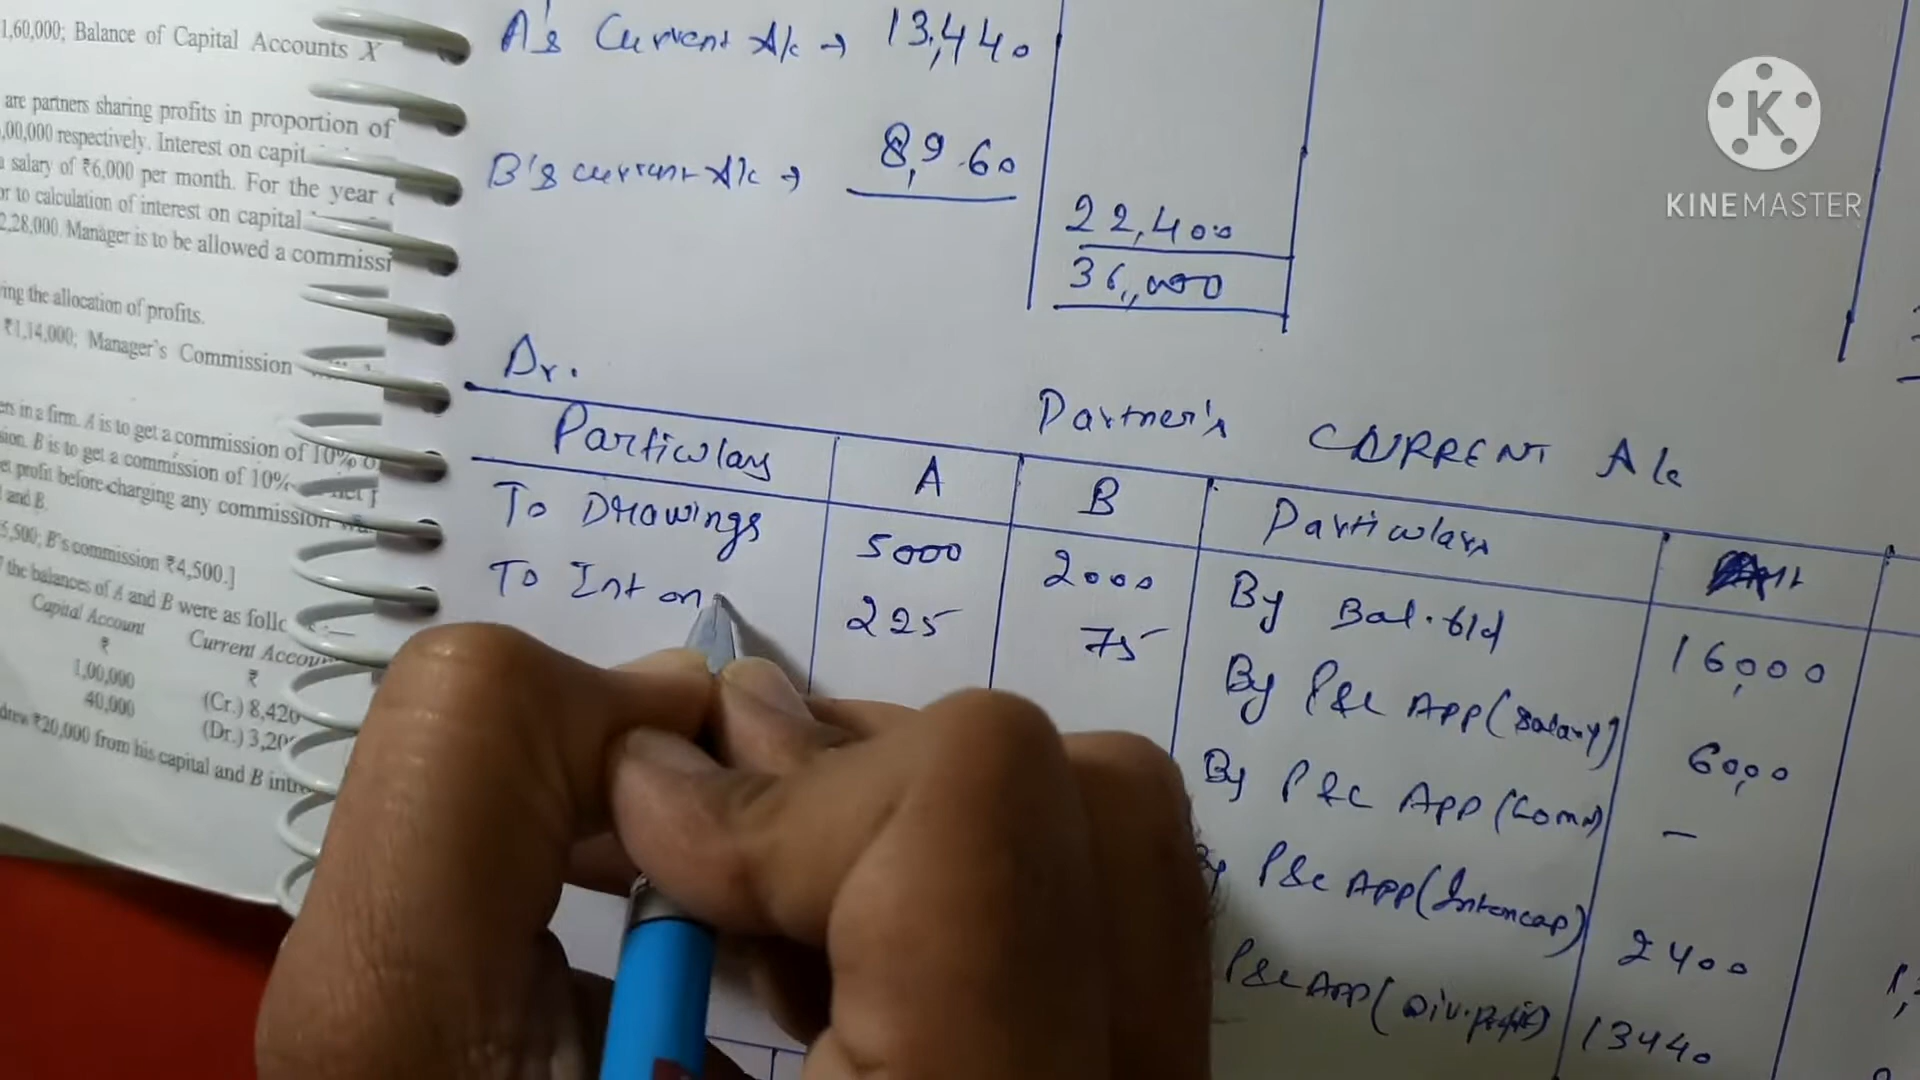 1,60,000; Balance of Capital Accounts X
are partners sharing profits in proportion of
,00,000 respectively. Interest on capit
a salary of ₹6,000 per month. For the year
or to calculation of interest on capital
2,28,000. Manager is to be allowed a commissi
ing the allocation of profits.
₹1,14,000; Manager's Commission
ers in a firm. A is to get a commission of 10% o
sion. B is to get a commission of 10% net p
et profit before charging any commission
and B.
5,500; B's commission ₹4,500.]
the balances of A and B were as follo
Capital Account Current Accou
₹ ₹
1,00,000 (Cr.) 8,420
40,000 (Dr.) 3,20
drew ₹20,000 from his capital and B intro
A's Current A/c → 13,440
B's current A/c → 8,960
22,400
36,000
KINEMASTER
Dr.
Partner's CURRENT A/c
Particulars A B Particulars
To Drawings 5000 2000 By Bal. b/d 16,000
To Int on 225 75 By P&L App (Salary) 6000
By P&L App (Comm) —
By P&L App (Int on cap) 2400
P&L App (Div. profit) 13440